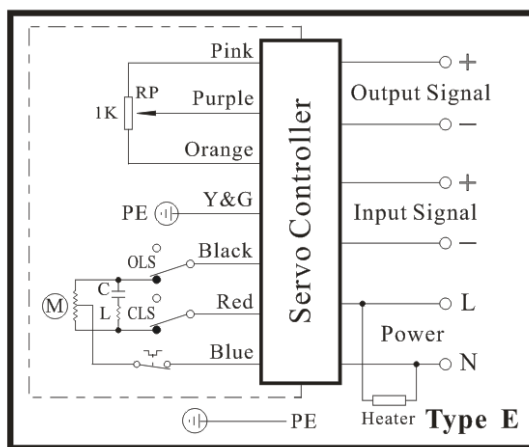 Pink
RP
1K
Purple
Orange
PE
Y&G
OLS
Black
C
CLS
L
M
Red
Blue
PE
Servo Controller
+
Output Signal
−
+
Input Signal
−
L
Power
N
Heater
Type E